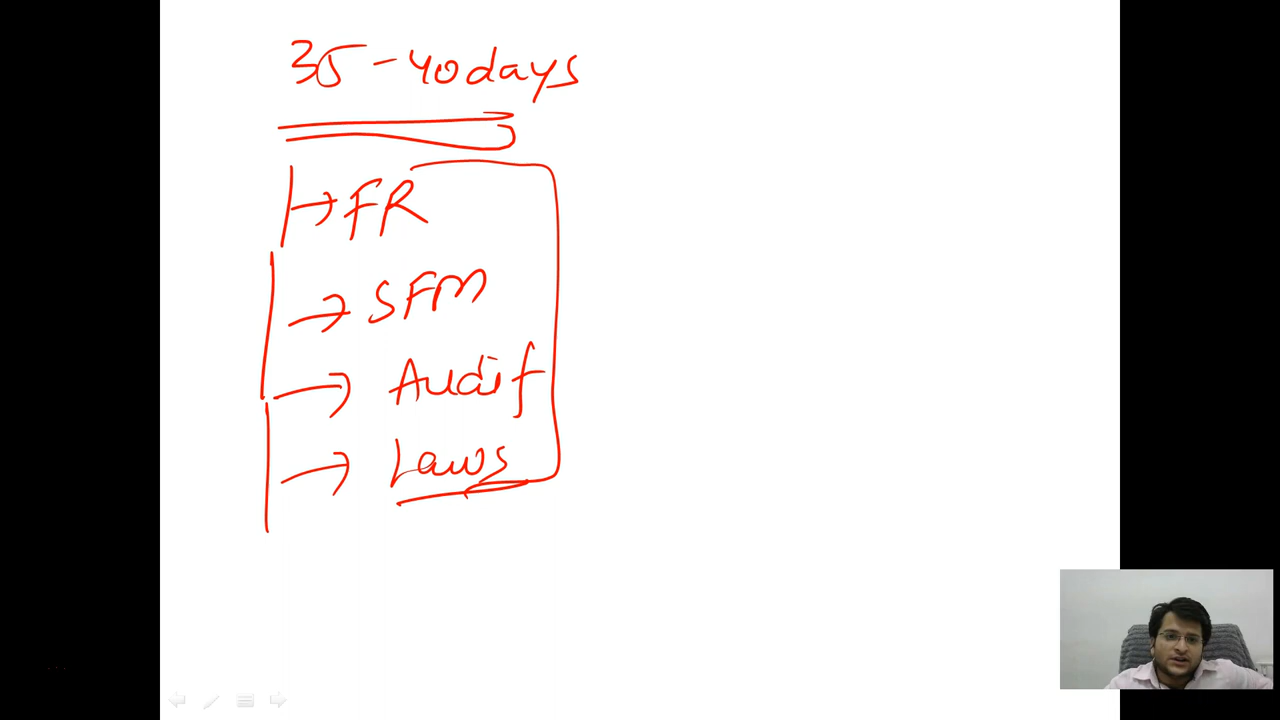 35-40days
→ FR
→ SFM
→ Audit
→ Laws